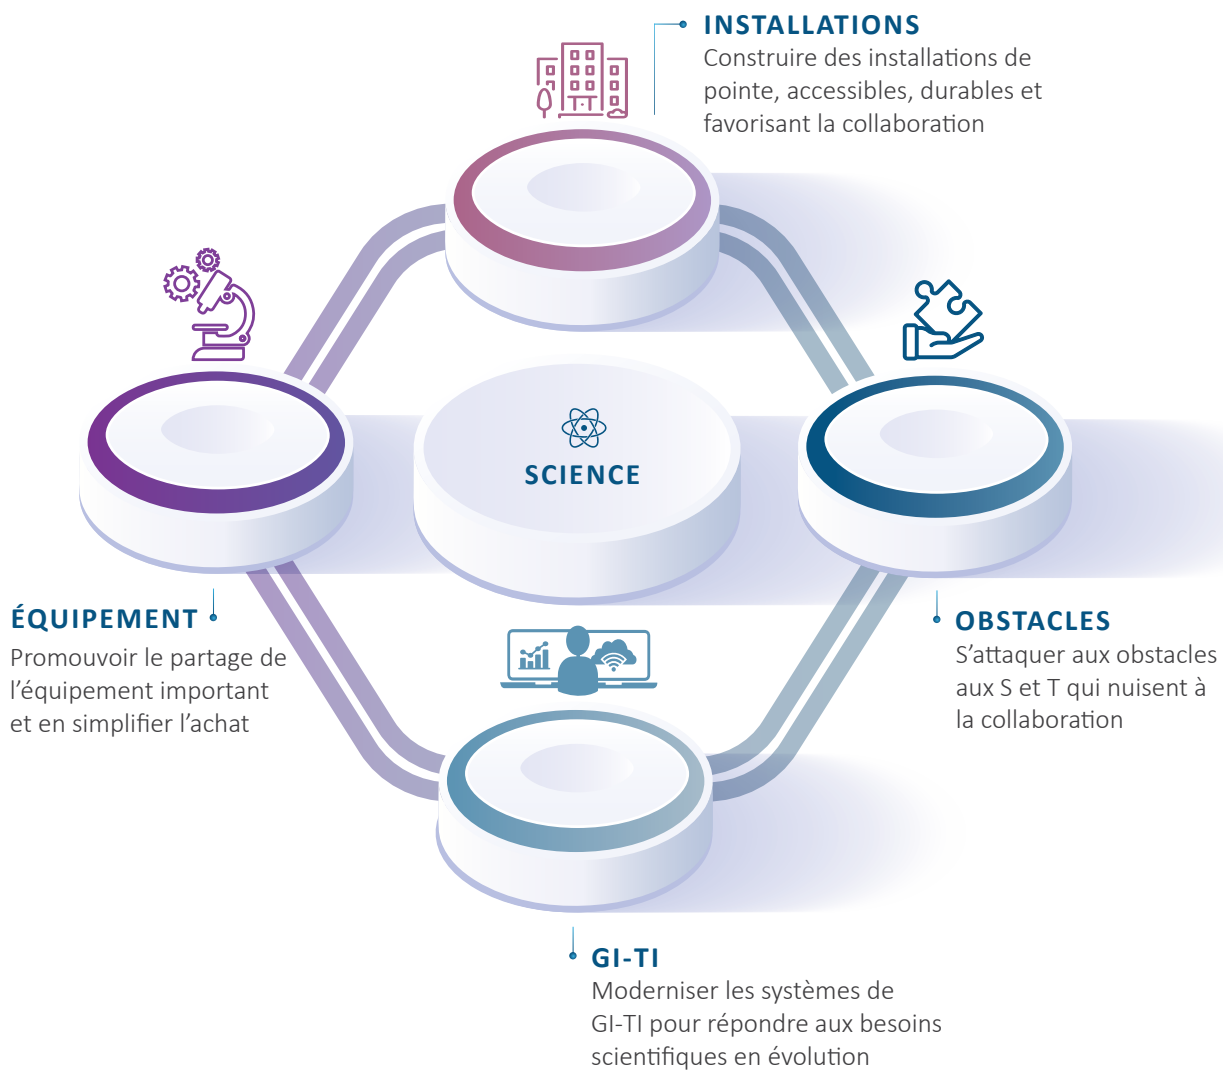 INSTALLATIONS
Construire des installations de
pointe, accessibles, durables et
favorisant la collaboration
SCIENCE
ÉQUIPEMENT
Promouvoir le partage de
l’équipement important
et en simplifier l’achat
OBSTACLES
S’attaquer aux obstacles
aux S et T qui nuisent à
la collaboration
GI-TI
Moderniser les systèmes de
GI-TI pour répondre aux besoins
scientifiques en évolution